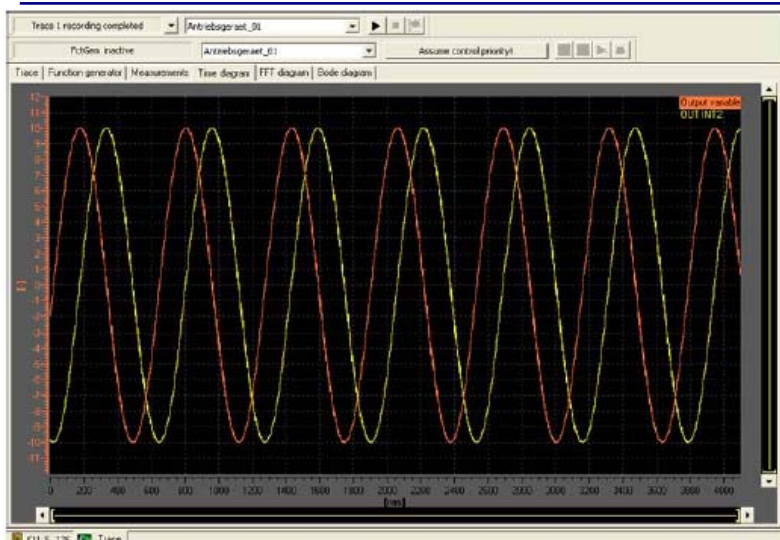 Trace 1 recording completed
Antriebsgeraet_01
FctGen: inactive
Antriebsgeraet_01
Assume control priority!
Trace
Function generator
Measurements
Time diagram
FFT diagram
Bode diagram
Output variable
OUT INT2
12
11
10
9
8
7
6
5
4
3
2
1
0
-1
-2
-3
-4
-5
-6
-7
-8
-9
-10
-11
0 200 400 600 800 1000 1200 1400 1600 1800 2000 2200 2400 2600 2800 3000 3200 3400 3600 3800 4000
[ms]
Trace